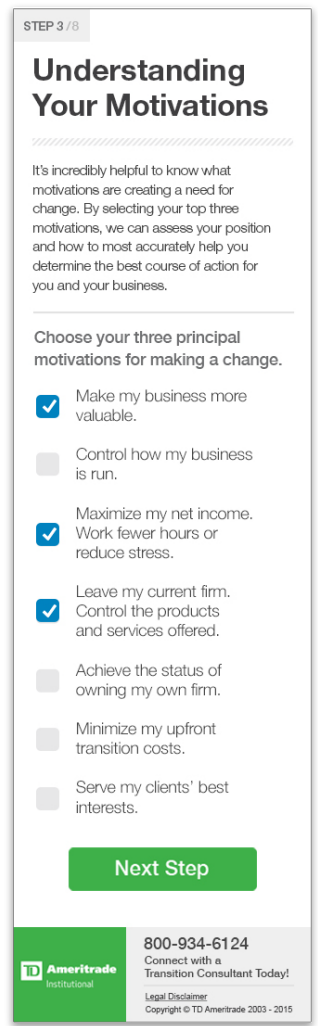 STEP 3 /8
Understanding
Your Motivations
It's incredibly helpful to know what
motivations are creating a need for
change. By selecting your top three
motivations, we can assess your position
and how to most accurately help you
determine the best course of action for
you and your business.
Choose your three principal
motivations for making a change.
Make my business more
valuable.
Control how my business
is run.
Maximize my net income.
Work fewer hours or
reduce stress.
Leave my current firm.
Control the products
and services offered.
Achieve the status of
owning my own firm.
Minimize my upfront
transition costs.
Serve my clients' best
interests.
Next Step
TD Ameritrade
Institutional
800-934-6124
Connect with a
Transition Consultant Today!
Legal Disclaimer
Copyright © TD Ameritrade 2003 - 2015